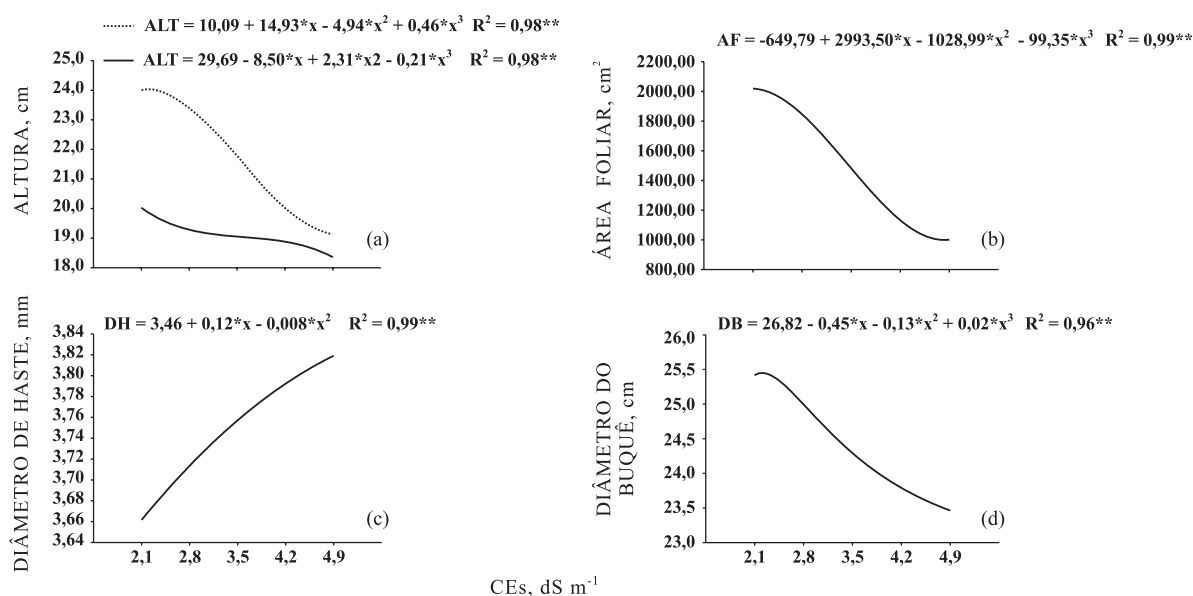 ALT = 10,09 + 14,93*x - 4,94*x² + 0,46*x³ R² = 0,98**
ALT = 29,69 - 8,50*x + 2,31*x2 - 0,21*x³ R² = 0,98**
25,0
24,0
23,0
22,0
21,0
20,0
19,0
18,0
ALTURA, cm
(a)
AF = -649,79 + 2993,50*x - 1028,99*x² - 99,35*x³ R² = 0,99**
2200,00
2000,00
1800,00
1600,00
1400,00
1200,00
1000,00
800,00
ÁREA FOLIAR, cm²
(b)
DH = 3,46 + 0,12*x - 0,008*x² R² = 0,99**
3,84
3,82
3,80
3,78
3,76
3,74
3,72
3,70
3,68
3,66
3,64
DIÂMETRO DE HASTE, mm
(c)
2,1 2,8 3,5 4,2 4,9
DB = 26,82 - 0,45*x - 0,13*x² + 0,02*x³ R² = 0,96**
26,0
25,5
25,0
24,5
24,0
23,5
23,0
DIÂMETRO DO
BUQUÊ, cm
(d)
2,1 2,8 3,5 4,2 4,9
CEs, dS m⁻¹